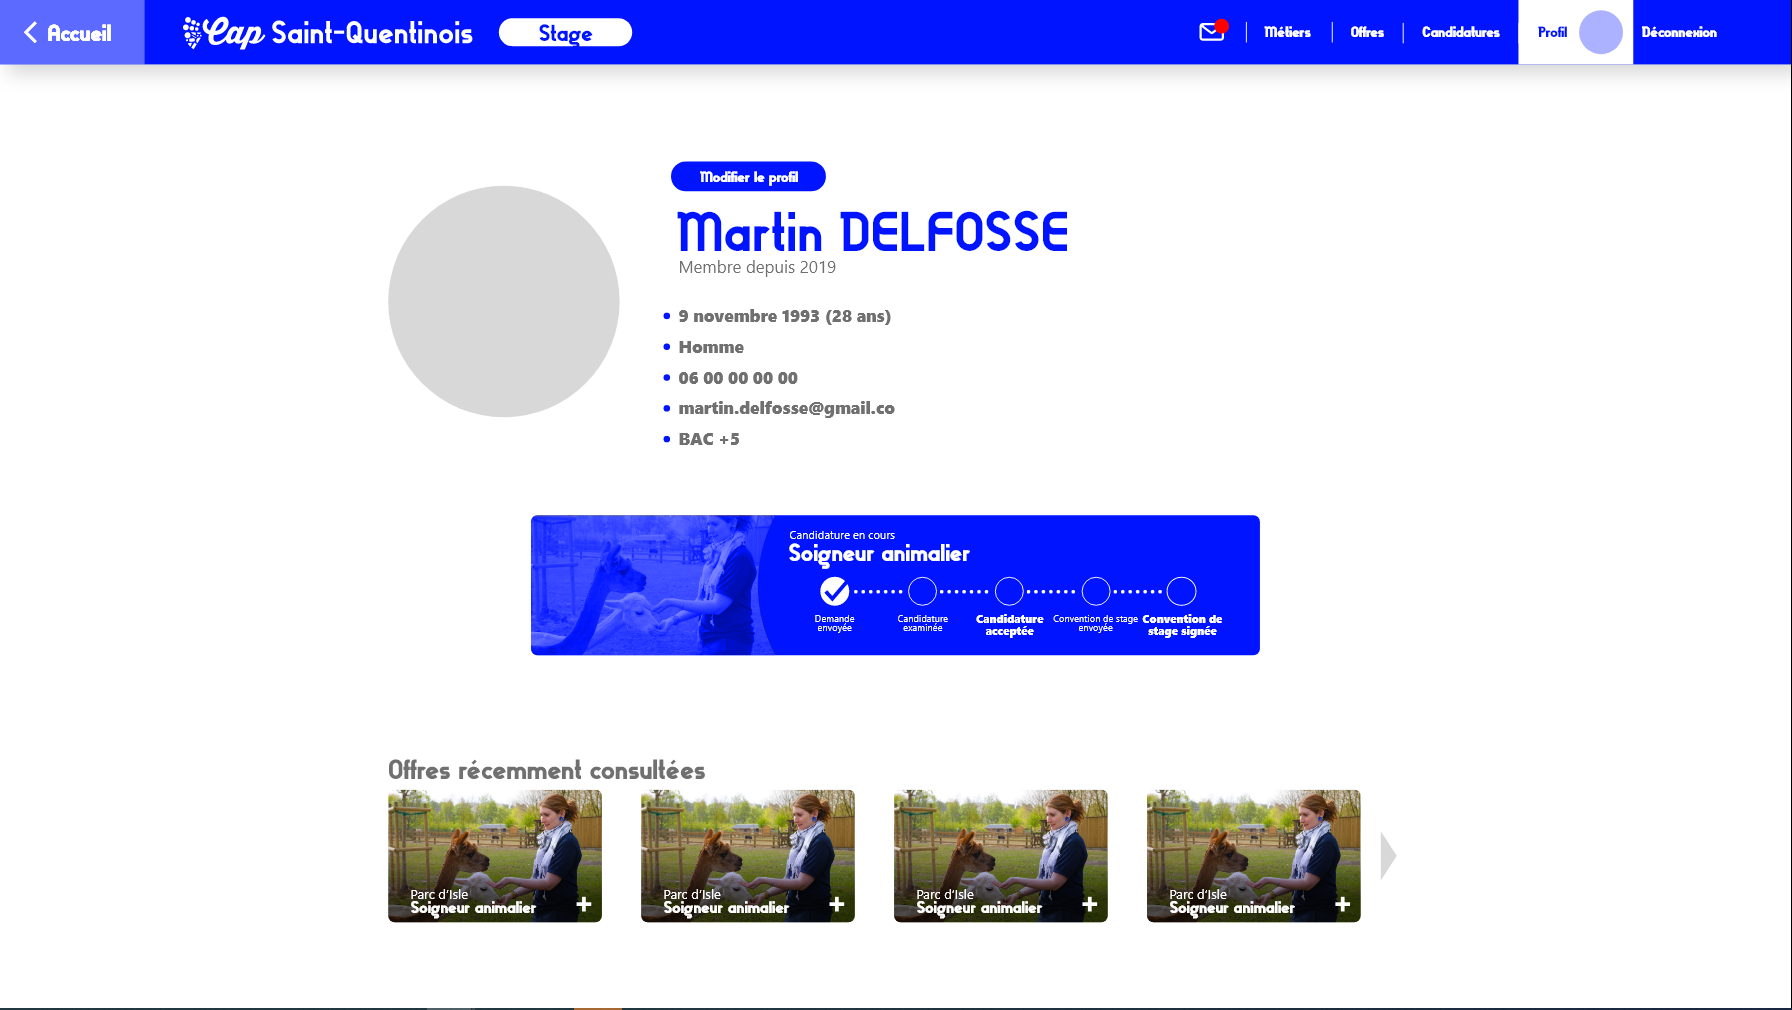 Accueil
Cap Saint-Quentinois
Stage
Métiers
Offres
Candidatures
Profil
Déconnexion
Modifier le profil
Martin DELFOSSE
Membre depuis 2019
9 novembre 1993 (28 ans)
Homme
06 00 00 00 00
martin.delfosse@gmail.co
BAC +5
Candidature en cours
Soigneur animalier
Demande
envoyée
Candidature
examinée
Candidature
acceptée
Convention de stage
envoyée
Convention de
stage signée
Offres récemment consultées
Parc d'Isle
Soigneur animalier
Parc d'Isle
Soigneur animalier
Parc d'Isle
Soigneur animalier
Parc d'Isle
Soigneur animalier